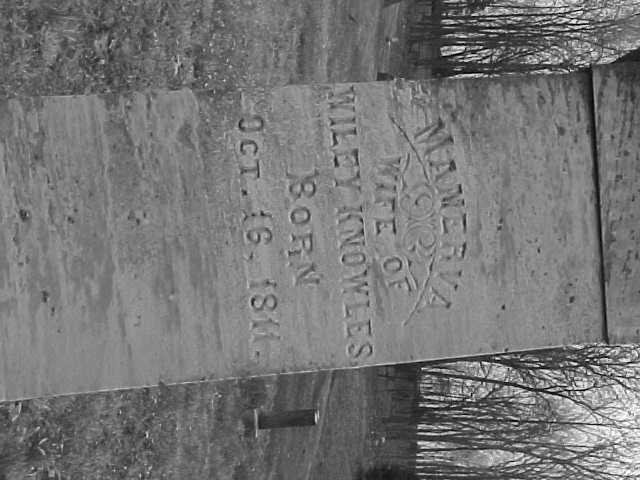 MANERVA
WIFE OF
WILEY KNOWLES.
BORN
OCT. 16. 1811.